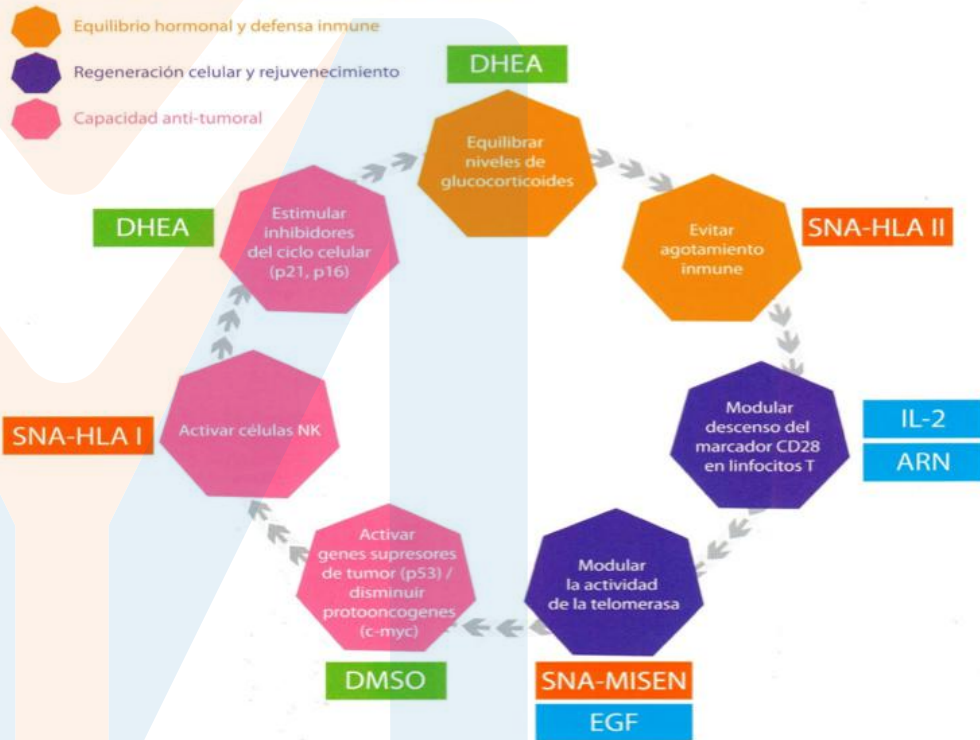 Equilibrio hormonal y defensa inmune
Regeneración celular y rejuvenecimiento
Capacidad anti-tumoral
DHEA
Equilibrar
niveles de
glucocorticoides
SNA-HLA II
Evitar
agotamiento
inmune
IL-2
ARN
Modular
descenso del
marcador CD28
en linfocitos T
Modular
la actividad
de la telomerasa
SNA-MISEN
EGF
Activar
genes supresores
de tumor (p53) /
disminuir
protooncogenes
(c-myc)
DMSO
Activar células NK
SNA-HLA I
Estimular
inhibidores
del ciclo celular
(p21, p16)
DHEA